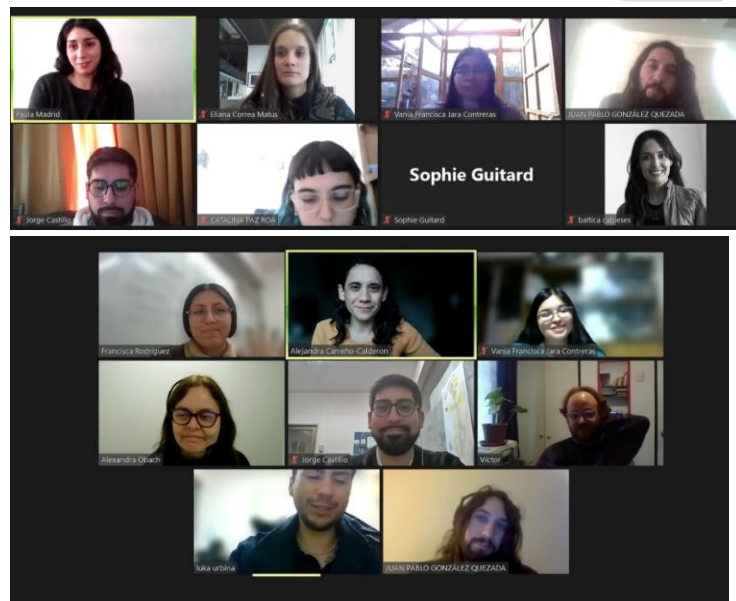 Paula Madrid
Eliana Correa Matus
Vania Francisca Jara Contreras
JUAN PABLO GONZÁLEZ QUEZADA
Jorge Castillo
CATALINA PAZ ROA
Sophie Guitard
Sophie Guitard
baltica cabieses
Francisca Rodríguez
Alejandra Carreño-Calderon
Vania Francisca Jara Contreras
Alexandra Obach
Jorge Castillo
Víctor
luka urbina
JUAN PABLO GONZÁLEZ QUEZADA